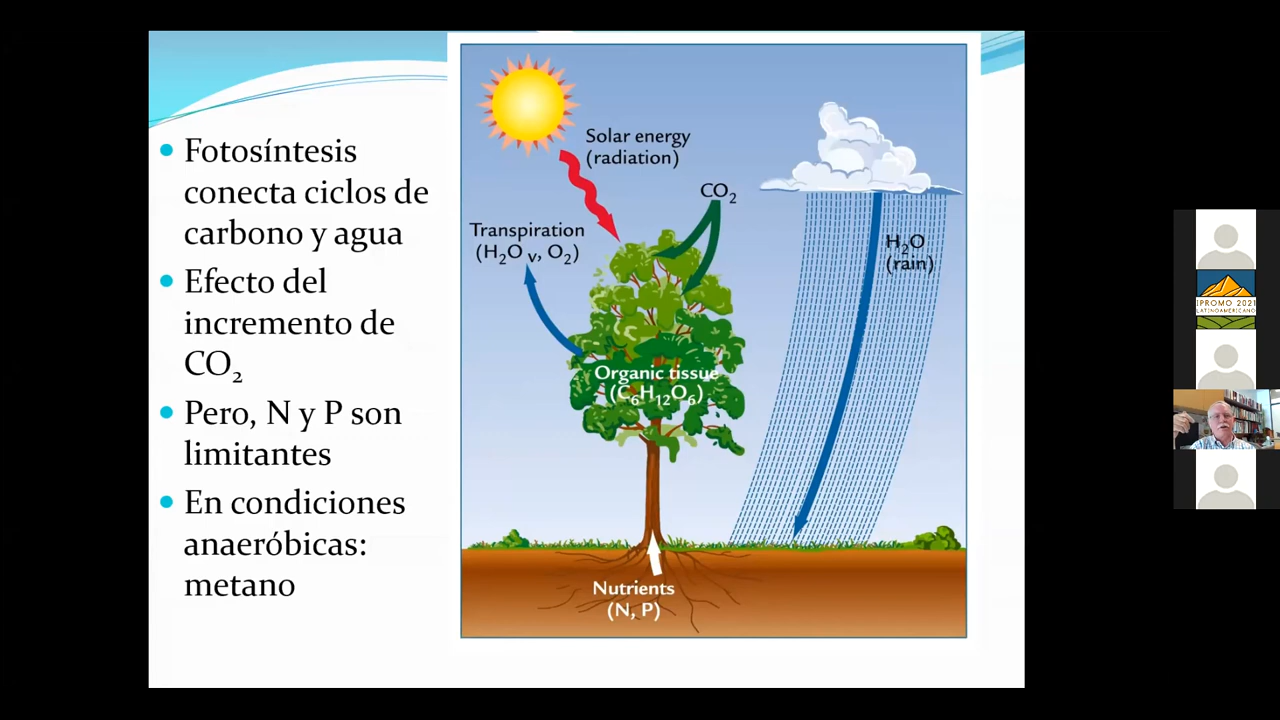 Fotosíntesis
conecta ciclos de
carbono y agua
Efecto del
incremento de
CO₂
Pero, N y P son
limitantes
En condiciones
anaeróbicas:
metano
Solar energy
(radiation)
CO₂
Transpiration
(H₂O v, O₂)
H₂O
(rain)
Organic tissue
(C₆H₁₂O₆)
Nutrients
(N, P)
IPROMO 2021
LATINOAMERICANO